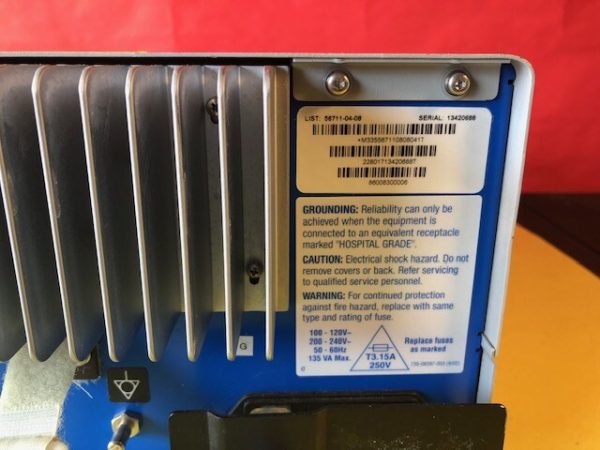 LIST: 56711-04-08 SERIAL: 13420688
228017134206887
86008300006
GROUNDING: Reliability can only be
achieved when the equipment is
connected to an equivalent receptacle
marked "HOSPITAL GRADE".
CAUTION: Electrical shock hazard. Do not
remove covers or back. Refer servicing
to qualified service personnel.
WARNING: For continued protection
against fire hazard, replace with same
type and rating of fuse.
100 - 120V~
200 - 240V~
50 - 60Hz
135 VA Max.
T3.15A
250V
Replace fuses
as marked
G